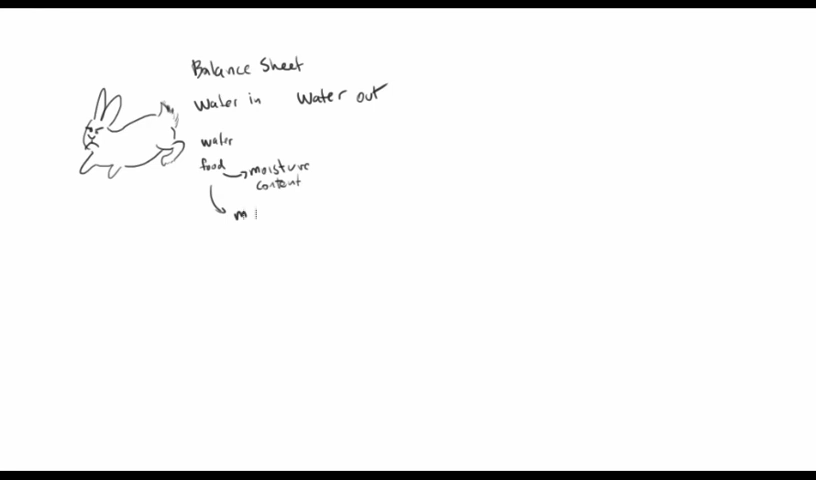 Balance Sheet
Water in Water out
water
food → moisture
content
m